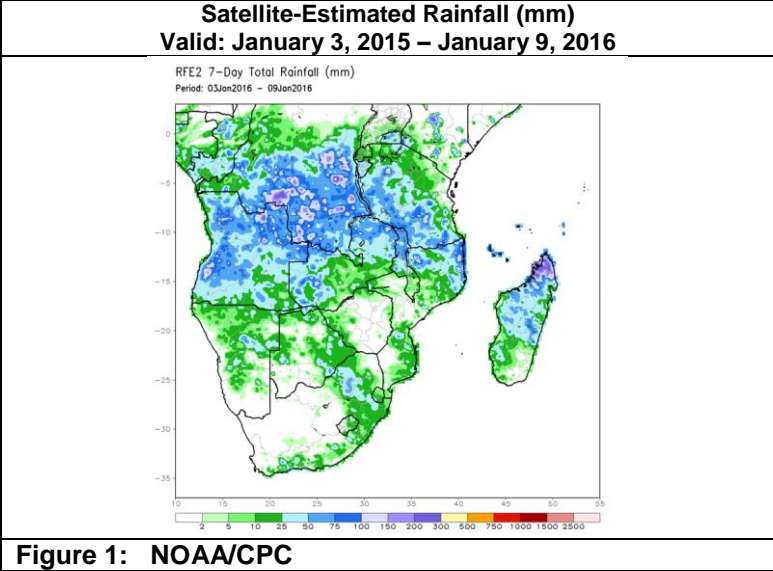 Satellite-Estimated Rainfall (mm)
Valid: January 3, 2015 – January 9, 2016
RFE2 7-Day Total Rainfall (mm)
Period: 03Jan2016 – 09Jan2016
0
-5
-10
-15
-20
-25
-30
-35
10 15 20 25 30 35 40 45 50 55
2 5 10 25 50 75 100 150 200 300 500 750 1000 1500 2500
Figure 1: NOAA/CPC